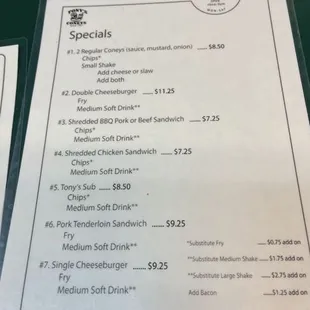 TONY'S
CONEYS
Specials
#1. 2 Regular Coneys (sauce, mustard, onion) $8.50
Chips*
Small Shake
Add cheese or slaw
Add both
#2. Double Cheeseburger $11.25
Fry
Medium Soft Drink**
#3. Shredded BBQ Pork or Beef Sandwich $7.25
Chips*
Medium Soft Drink**
#4. Shredded Chicken Sandwich $7.25
Chips*
Medium Soft Drink**
#5. Tony's Sub $8.50
Chips*
Medium Soft Drink**
#6. Pork Tenderloin Sandwich $9.25
Fry
Medium Soft Drink**
#7. Single Cheeseburger $9.25
Fry
Medium Soft Drink**
*Substitute Fry $0.75 add on
**Substitute Medium Shake $1.75 add on
**Substitute Large Shake $2.75 add on
Add Bacon $1.25 add on